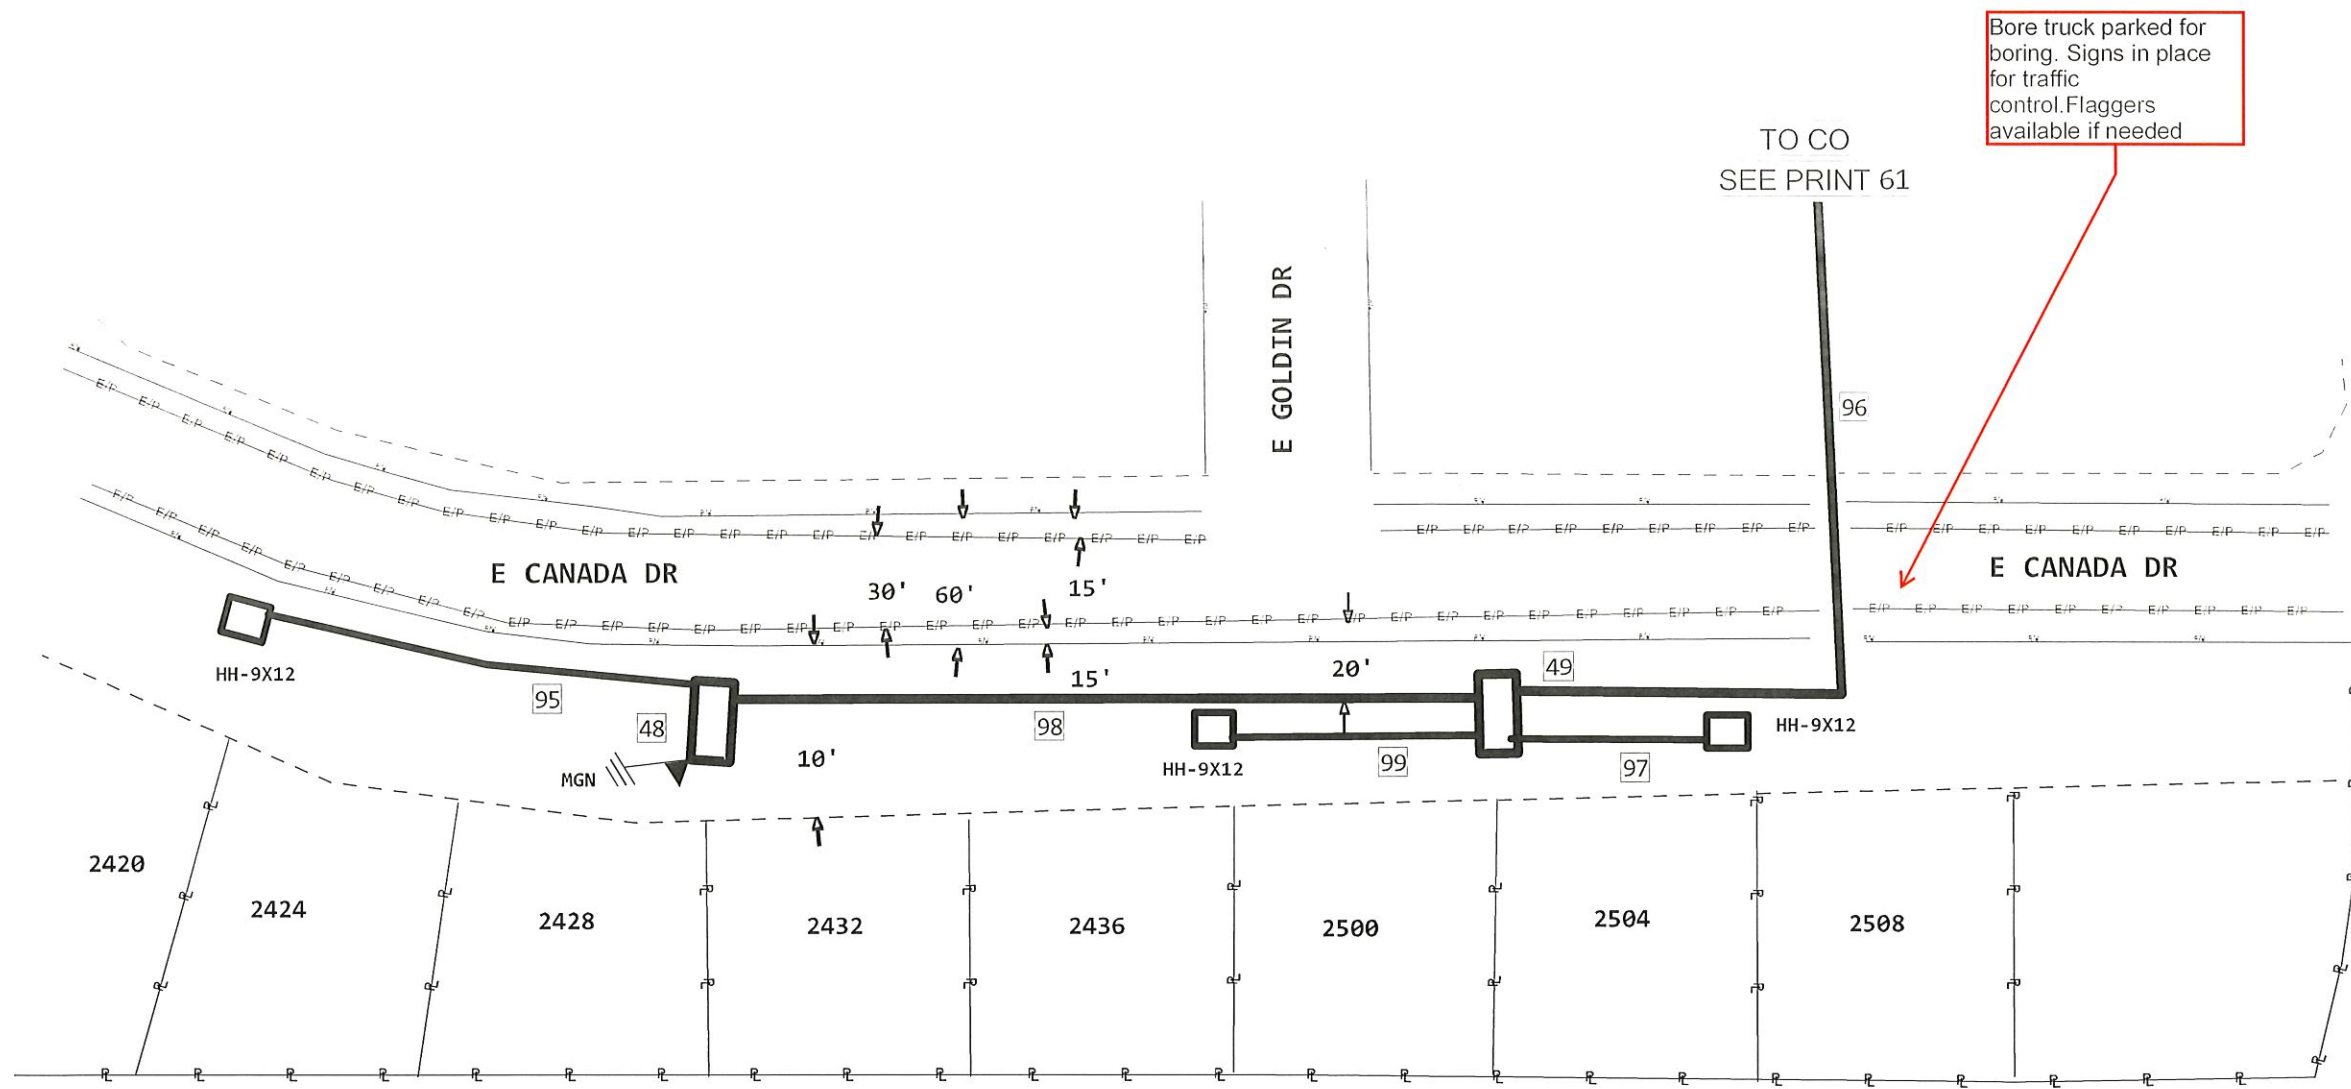 Bore truck parked for
boring. Signs in place
for traffic
control.Flaggers
available if needed
TO CO
SEE PRINT 61
E GOLDIN DR
96
E/P E/P E/P E/P E/P E/P E/P E/P E/P E/P E/P E/P E/P E/P E/P E/P E/P E/P E/P E/P E/P E/P E/P E/P E/P
E/P E/P E/P E/P E/P E/P E/P E/P E/P
E/P E/P E/P E/P E/P E/P E/P E/P E/P E/P
E CANADA DR
30'
60'
15'
E CANADA DR
E/P E/P E/P E/P E/P E/P E/P E/P E/P E/P E/P E/P E/P E/P E/P E/P E/P E/P E/P E/P E/P E/P E/P E/P E/P E/P E/P E/P E/P E/P E/P E/P E/P E/P E/P E/P E/P
E/P E/P E/P E/P E/P E/P E/P E/P E/P E/P
HH-9X12
15'
20'
49
95
48
98
HH-9X12
MGN
10'
HH-9X12
99
97
2420
2424
2428
2432
2436
2500
2504
2508